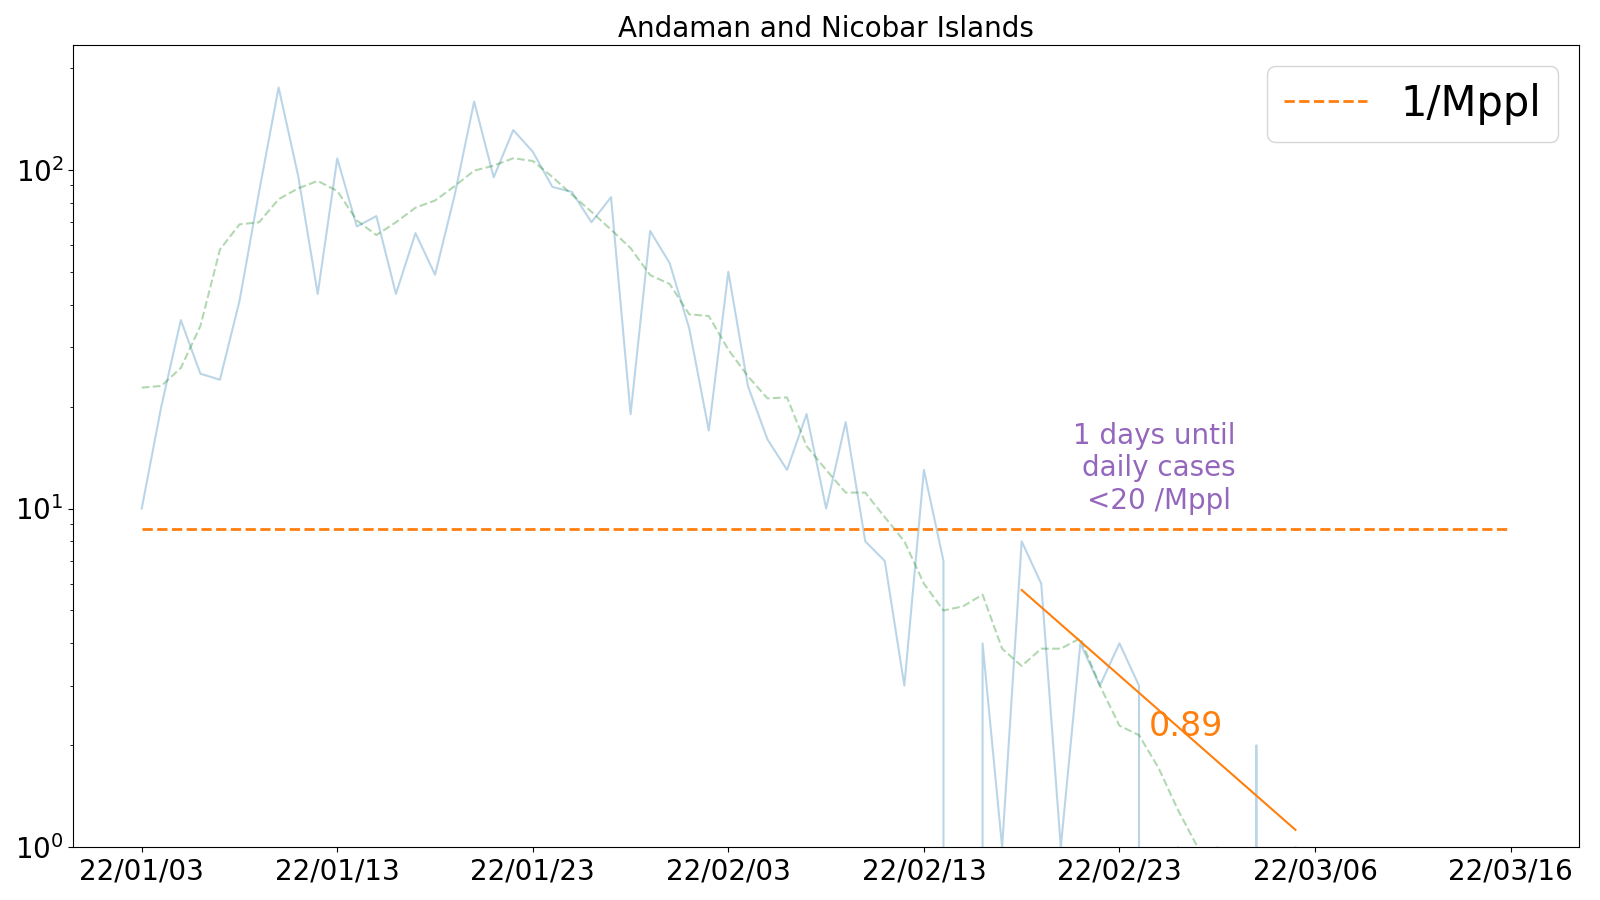 Andaman and Nicobar Islands
1/Mppl
10²
10¹
10⁰
1 days until
daily cases
<20 /Mppl
0.89
22/01/03 22/01/13 22/01/23 22/02/03 22/02/13 22/02/23 22/03/06 22/03/16